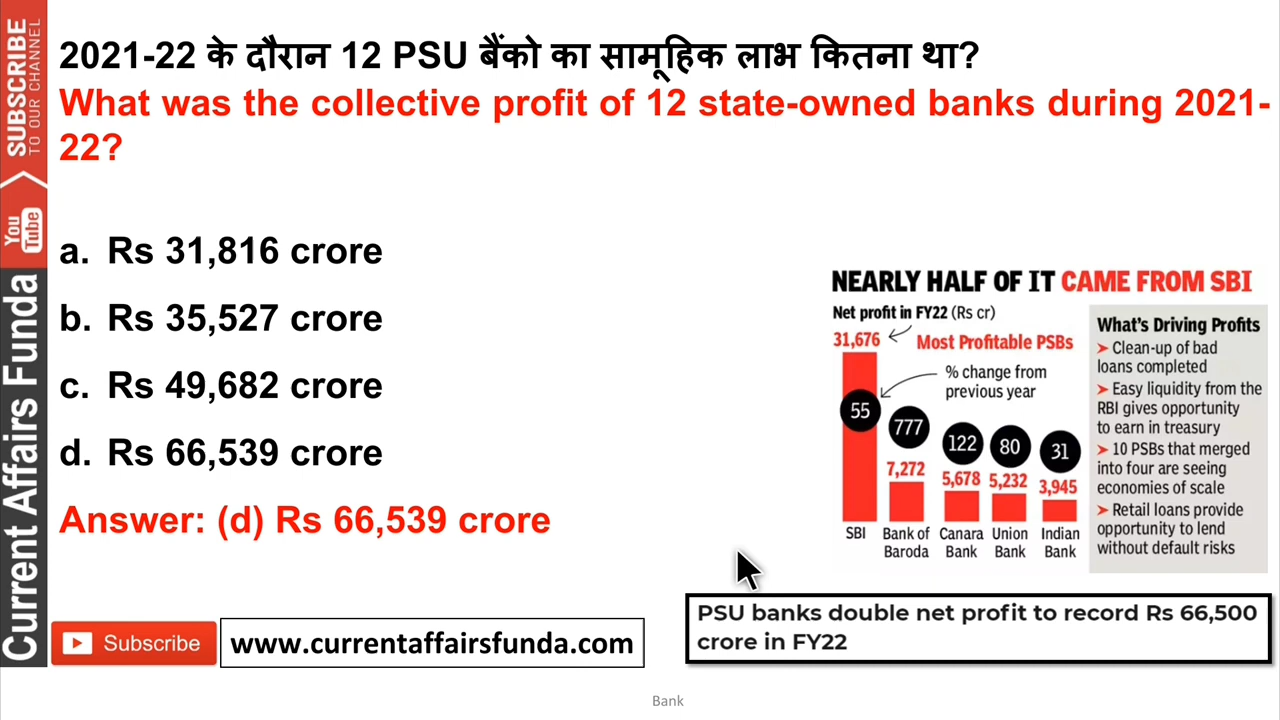 SUBSCRIBE
TO OUR CHANNEL
You
Tube
Current Affairs Funda
2021-22 के दौरान 12 PSU बैंको का सामूहिक लाभ कितना था?
What was the collective profit of 12 state-owned banks during 2021-
22?
a. Rs 31,816 crore
b. Rs 35,527 crore
c. Rs 49,682 crore
d. Rs 66,539 crore
Answer: (d) Rs 66,539 crore
NEARLY HALF OF IT CAME FROM SBI
Net profit in FY22 (Rs cr)
31,676
Most Profitable PSBs
% change from
previous year
55
777
122
80
31
7,272
5,678
5,232
3,945
SBI
Bank of
Baroda
Canara
Bank
Union
Bank
Indian
Bank
What's Driving Profits
➤ Clean-up of bad
loans completed
➤ Easy liquidity from the
RBI gives opportunity
to earn in treasury
➤ 10 PSBs that merged
into four are seeing
economies of scale
➤ Retail loans provide
opportunity to lend
without default risks
PSU banks double net profit to record Rs 66,500
crore in FY22
Subscribe
www.currentaffairsfunda.com
Bank